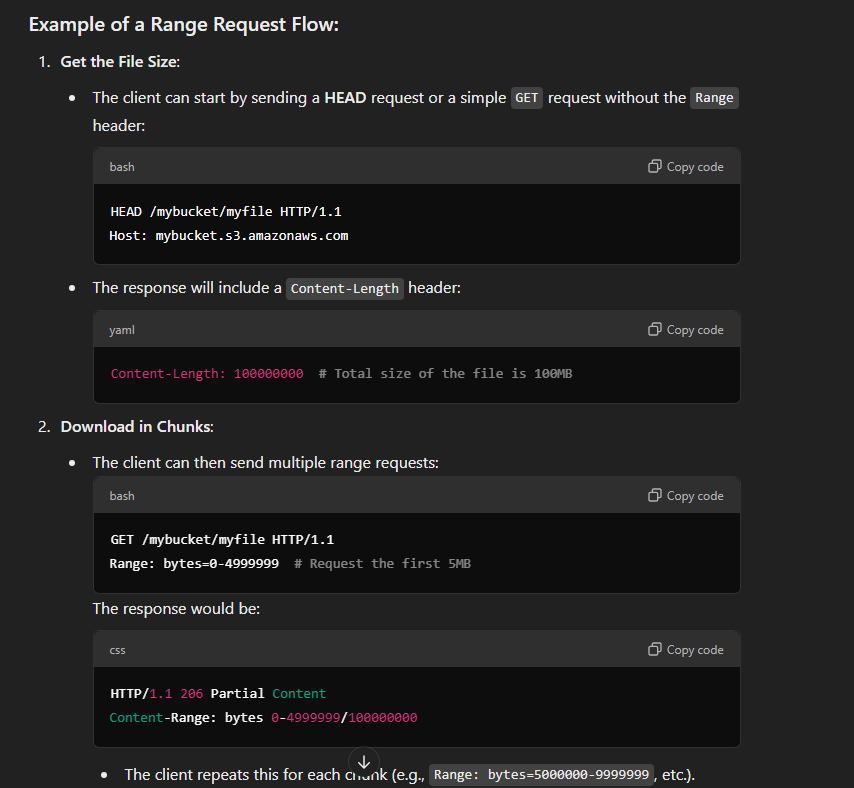 Example of a Range Request Flow:
1. Get the File Size:
• The client can start by sending a HEAD request or a simple GET request without the Range
header:
bash Copy code
HEAD /mybucket/myfile HTTP/1.1
Host: mybucket.s3.amazonaws.com
• The response will include a Content-Length header:
yaml Copy code
Content-Length: 100000000  # Total size of the file is 100MB
2. Download in Chunks:
• The client can then send multiple range requests:
bash Copy code
GET /mybucket/myfile HTTP/1.1
Range: bytes=0-4999999  # Request the first 5MB
The response would be:
css Copy code
HTTP/1.1 206 Partial Content
Content-Range: bytes 0-4999999/100000000
• The client repeats this for each chunk (e.g., Range: bytes=5000000-9999999, etc.).